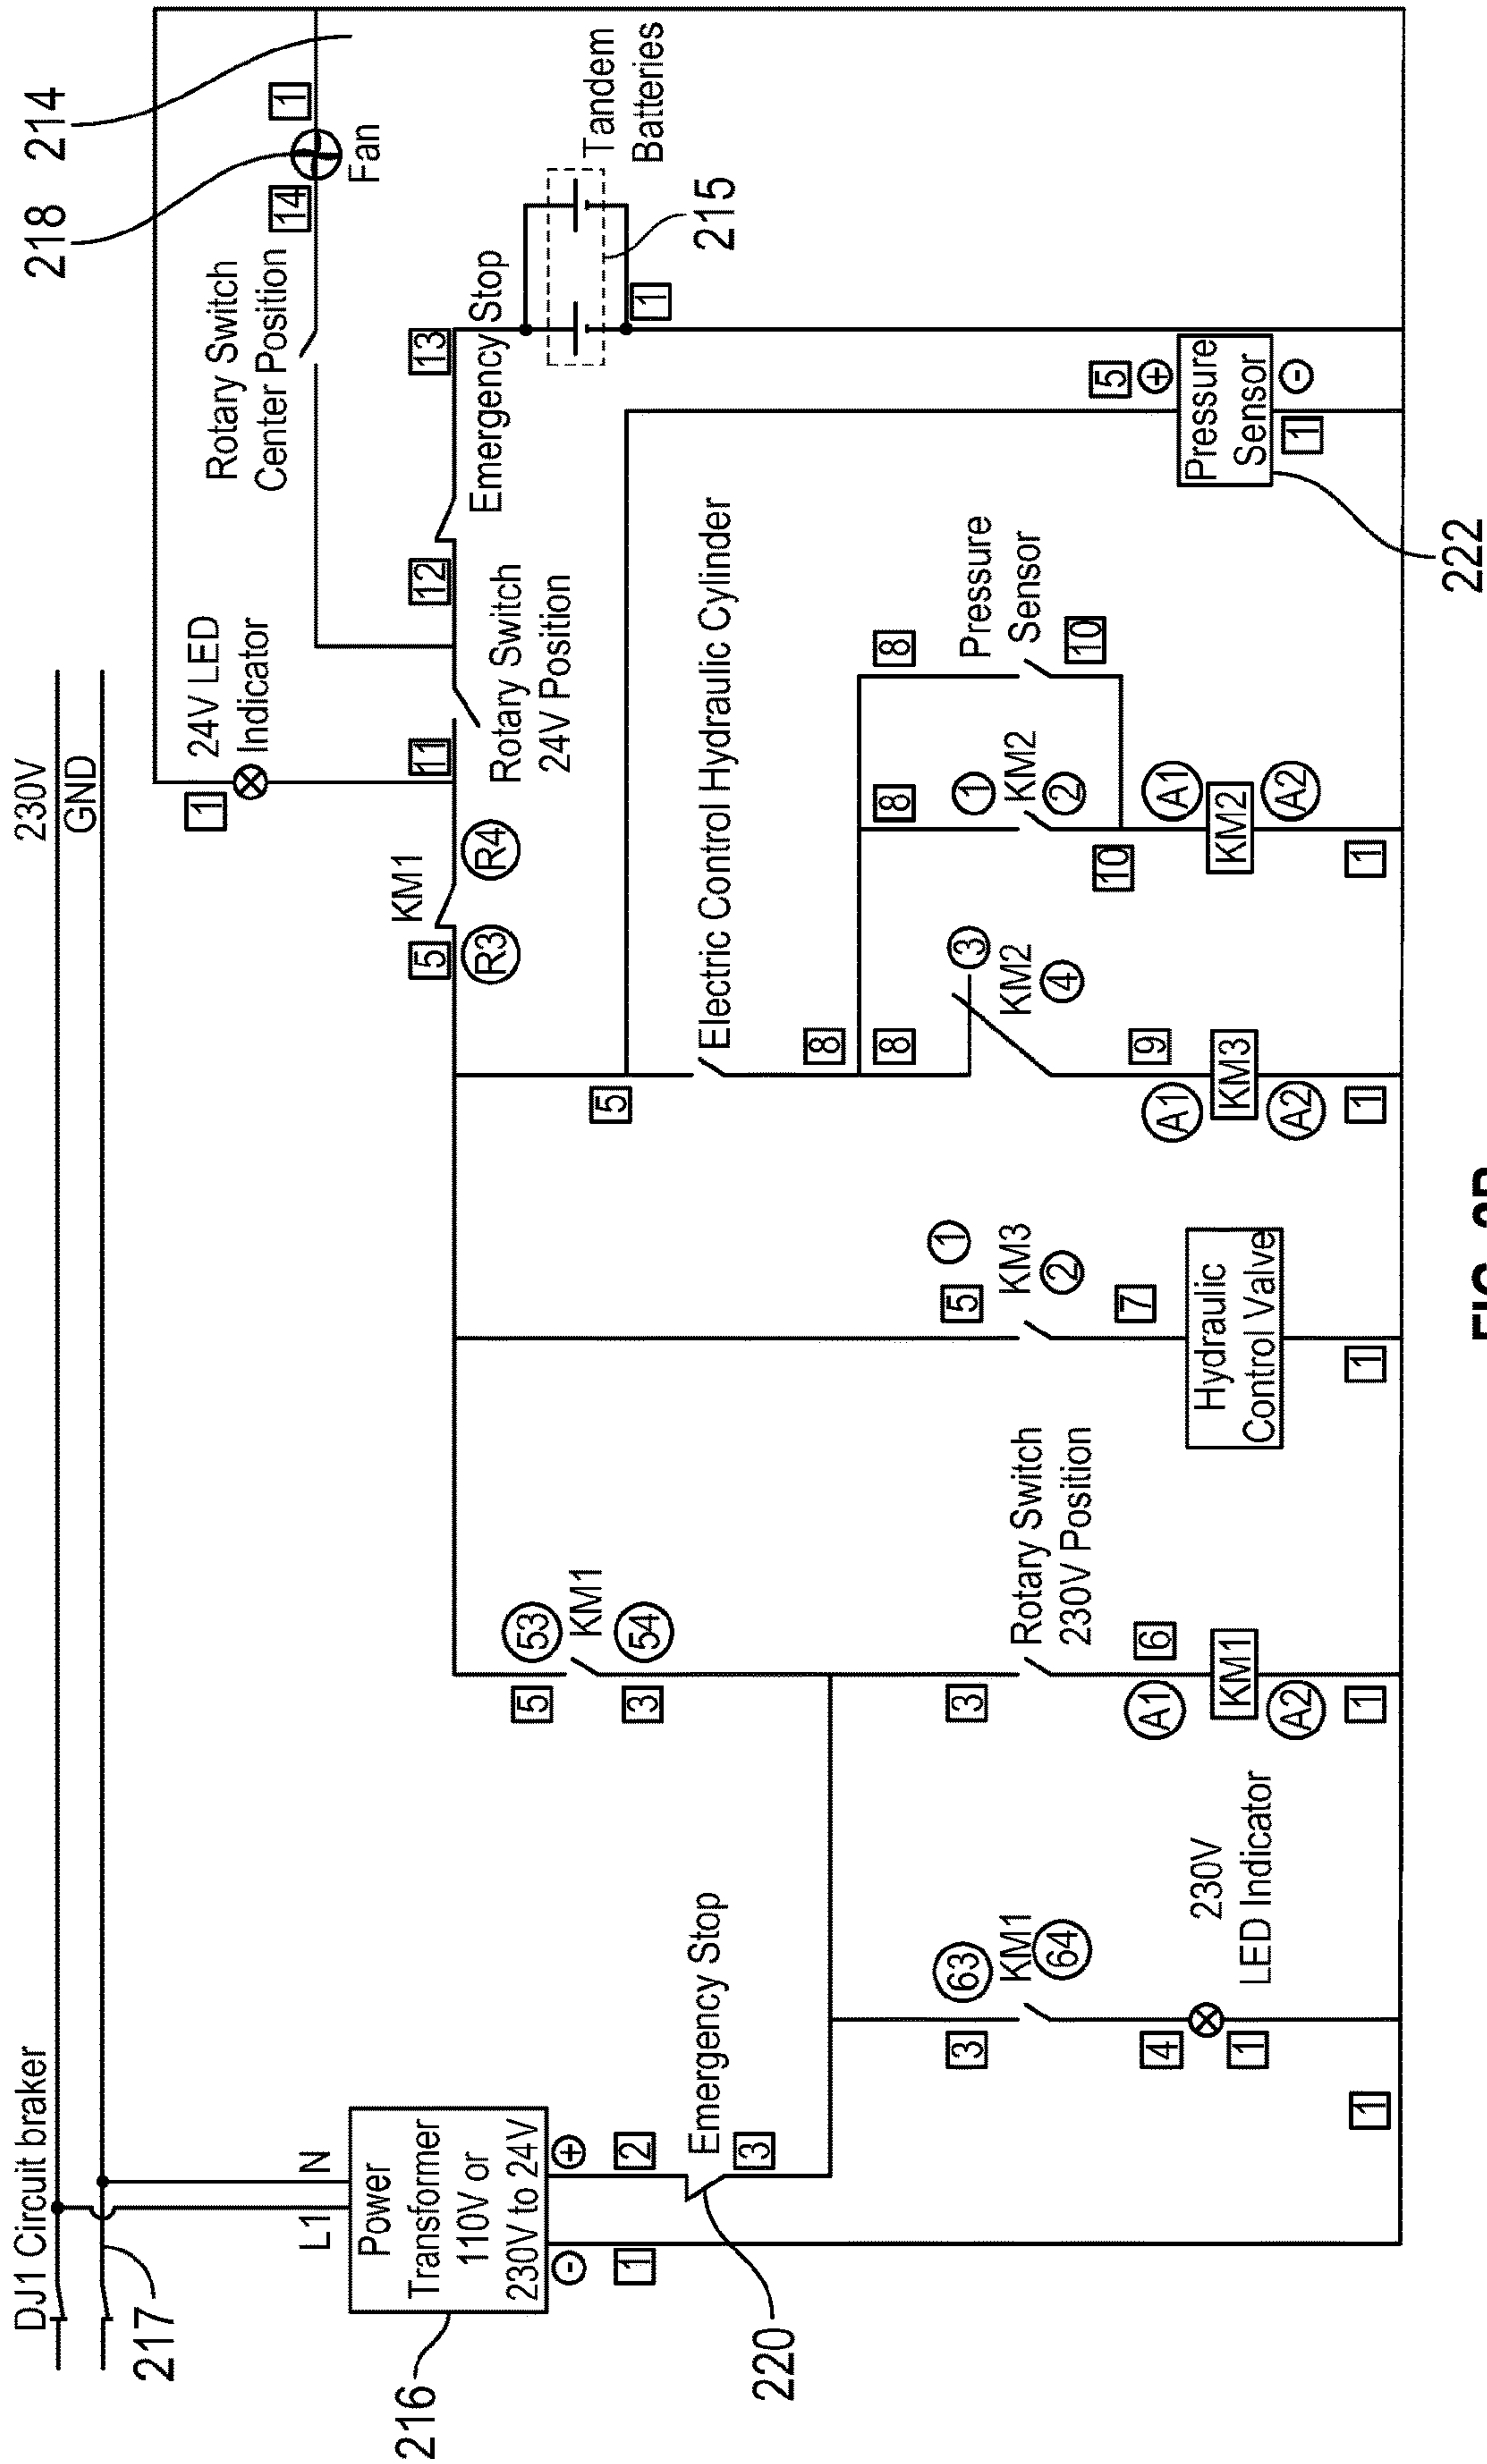 DJ1 Circuit braker
230V
GND
218
214
217
L1
N
24V LED
Indicator
1
Rotary Switch
Center Position
14
1
Fan
216
Power
Transformer
110V or
230V to 24V
KM1
5
R3
R4
11
12
13
Rotary Switch
24V Position
Emergency Stop
Tandem
Batteries
215
1
-
+
1
2
53
KM1
54
5
3
5
Emergency Stop
3
220
Electric Control Hydraulic Cylinder
8
8
8
8
3
63
KM1
64
3
Rotary Switch
230V Position
5
1
KM3
2
3
KM2
4
1
KM2
2
Pressure
Sensor
10
10
4
230V
LED Indicator
1
A1
6
KM1
A2
7
Hydraulic
Control Valve
A1
9
KM3
A2
A1
KM2
A2
5
+
Pressure
Sensor
-
1
1
1
1
1
1
222
FIG.